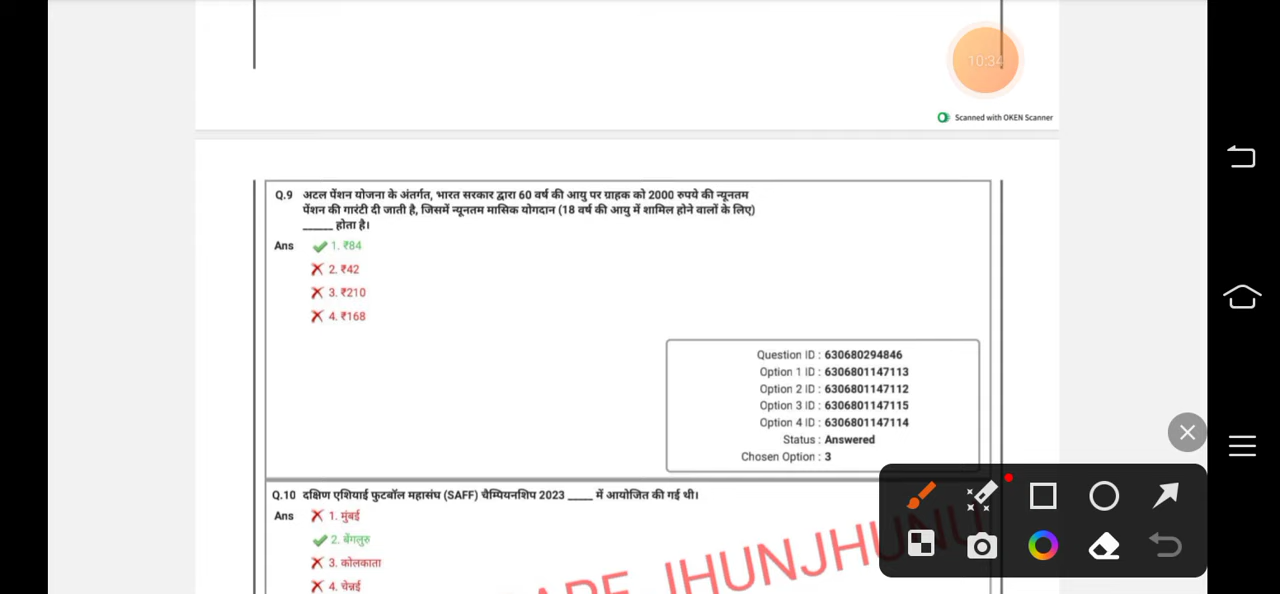 10:34
Scanned with OKEN Scanner
Q.9 अटल पेंशन योजना के अंतर्गत, भारत सरकार द्वारा 60 वर्ष की आयु पर ग्राहक को 2000 रुपये की न्यूनतम
पेंशन की गारंटी दी जाती है, जिसमें न्यूनतम मासिक योगदान (18 वर्ष की आयु में शामिल होने वालों के लिए)
______ होता है।
Ans 1. ₹84
2. ₹42
3. ₹210
4. ₹168
Question ID : 630680294846
Option 1 ID : 6306801147113
Option 2 ID : 6306801147112
Option 3 ID : 6306801147115
Option 4 ID : 6306801147114
Status : Answered
Chosen Option : 3
Q.10 दक्षिण एशियाई फुटबॉल महासंघ (SAFF) चैम्पियनशिप 2023 _____ में आयोजित की गई थी।
Ans 1. मुंबई
2. बेंगलुरु
3. कोलकाता
4. चेन्नई
JHUNJHUNU